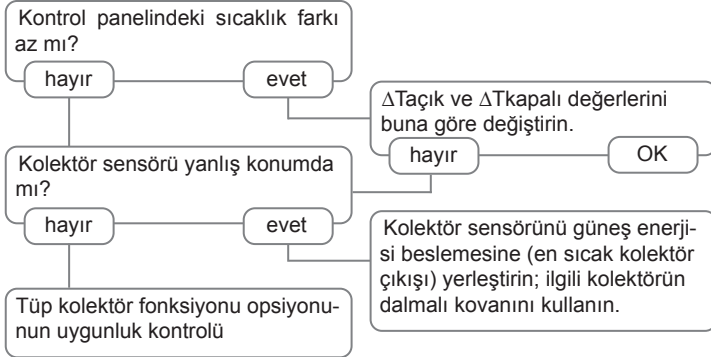 Kontrol panelindeki sıcaklık farkı
az mı?
hayır
evet
∆Taçık ve ∆Tkapalı değerlerini
buna göre değiştirin.
hayır
OK
Kolektör sensörü yanlış konumda
mı?
hayır
evet
Kolektör sensörünü güneş enerji-
si beslemesine (en sıcak kolektör
çıkışı) yerleştirin; ilgili kolektörün
dalmalı kovanını kullanın.
Tüp kolektör fonksiyonu opsiyonu-
nun uygunluk kontrolü